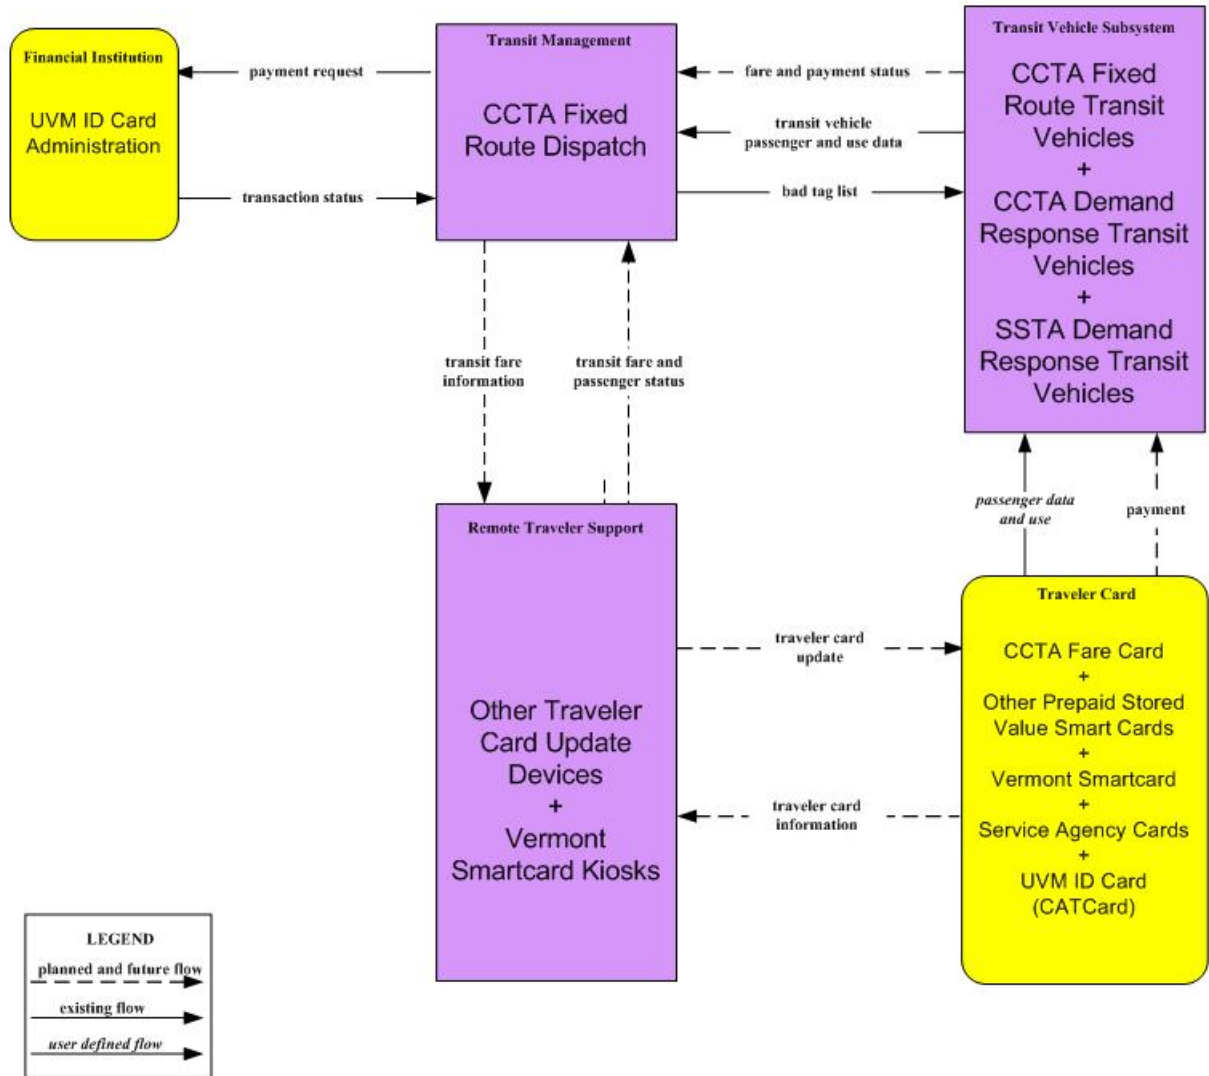 Financial Institution
UVM ID Card
Administration
payment request
transaction status
Transit Management
CCTA Fixed
Route Dispatch
fare and payment status
transit vehicle
passenger and use data
bad tag list
Transit Vehicle Subsystem
CCTA Fixed
Route Transit
Vehicles
+
CCTA Demand
Response Transit
Vehicles
+
SSTA Demand
Response Transit
Vehicles
transit fare
information
transit fare and
passenger status
passenger data
and use
payment
Remote Traveler Support
Other Traveler
Card Update
Devices
+
Vermont
Smartcard Kiosks
traveler card
update
traveler card
information
Traveler Card
CCTA Fare Card
+
Other Prepaid Stored
Value Smart Cards
+
Vermont Smartcard
+
Service Agency Cards
+
UVM ID Card
(CATCard)
LEGEND
planned and future flow
existing flow
user defined flow